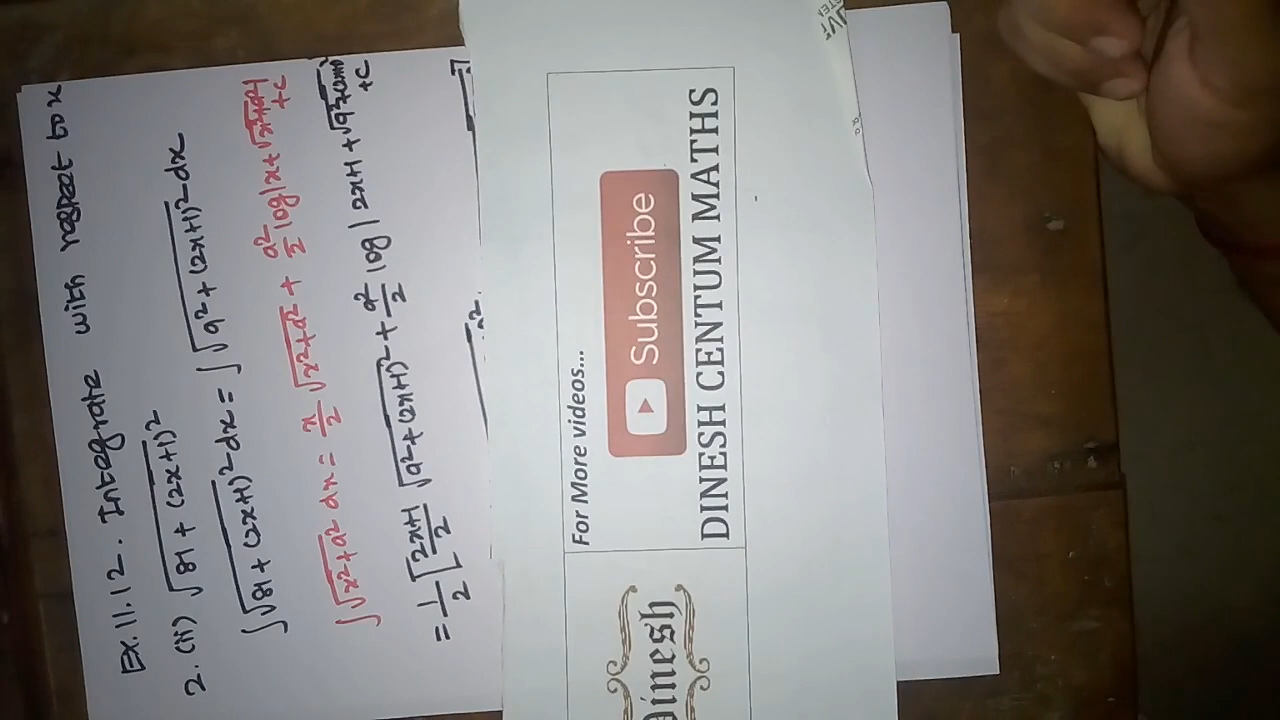 Ex.11.12. Integrate with respect to x
2. (ii) √81 + (2x+1)²
∫√81 + (2x+1)² dx = ∫√9² + (2x+1)² dx
∫√x²+a² dx = x/2 √x²+a² + a²/2 log|x+√x²+a²|+c
= 1/2 [ 2x+1/2 √9²+(2x+1)² + 9²/2 log|2x+1 +√9²+(2x+1)²
+c
For More videos...
Subscribe
DINESH CENTUM MATHS
Dinesh